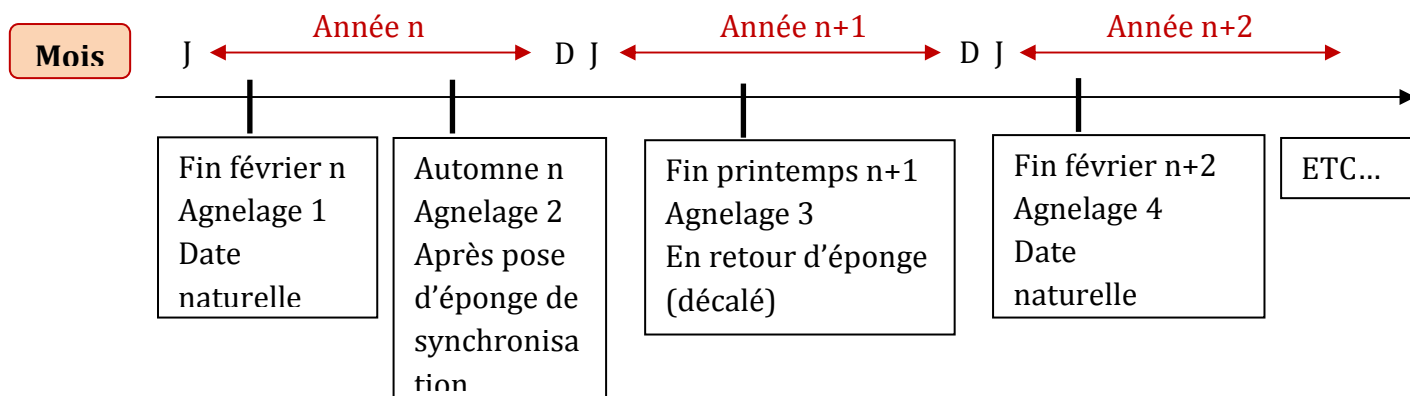 Mois
J
Année n
D J
Année n+1
D J
Année n+2
Fin février n
Agnelage 1
Date
naturelle
Automne n
Agnelage 2
Après pose
d’éponge de
synchronisa
tion
Fin printemps n+1
Agnelage 3
En retour d’éponge
(décalé)
Fin février n+2
Agnelage 4
Date
naturelle
ETC…